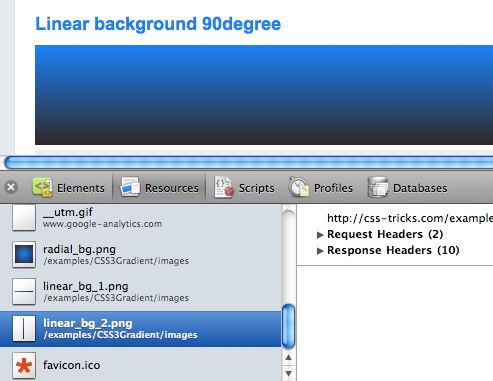 Linear background 90degree
Elements Resources Scripts Profiles Databases
__utm.gif
www.google-analytics.com
radial_bg.png
/examples/CSS3Gradient/images
linear_bg_1.png
/examples/CSS3Gradient/images
linear_bg_2.png
/examples/CSS3Gradient/images
favicon.ico
http://css-tricks.com/example
Request Headers (2)
Response Headers (10)